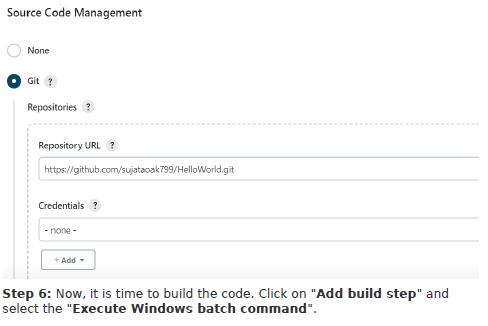 Source Code Management
None
Git ?
Repositories ?
Repository URL ?
https://github.com/sujataoak799/HelloWorld.git
Credentials ?
- none -
+ Add
Step 6: Now, it is time to build the code. Click on "Add build step" and
select the "Execute Windows batch command".